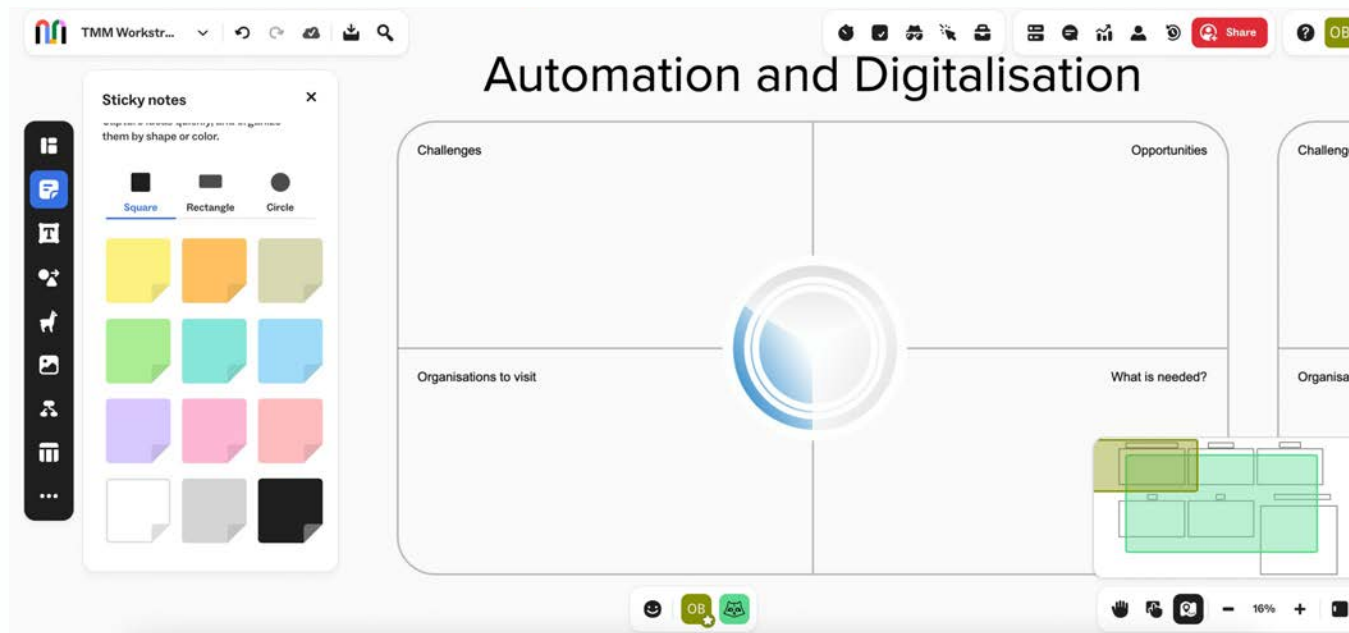 TMM Workstr...
Share
OB
Automation and Digitalisation
Sticky notes
them by shape or color.
Square Rectangle Circle
Challenges
Opportunities
Challeng
Organisations to visit
What is needed?
Organisa
OB
16%